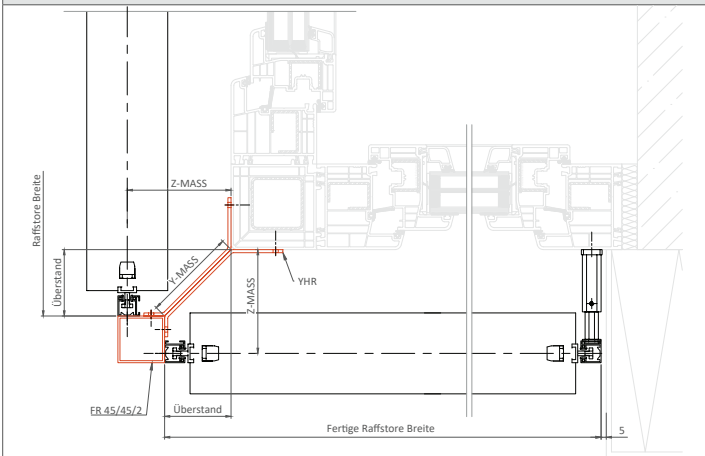 Z-MASS
Raffstore Breite
Überstand
Y-MASS
Z-MASS
YHR
FR 45/45/2
Überstand
Fertige Raffstore Breite
5